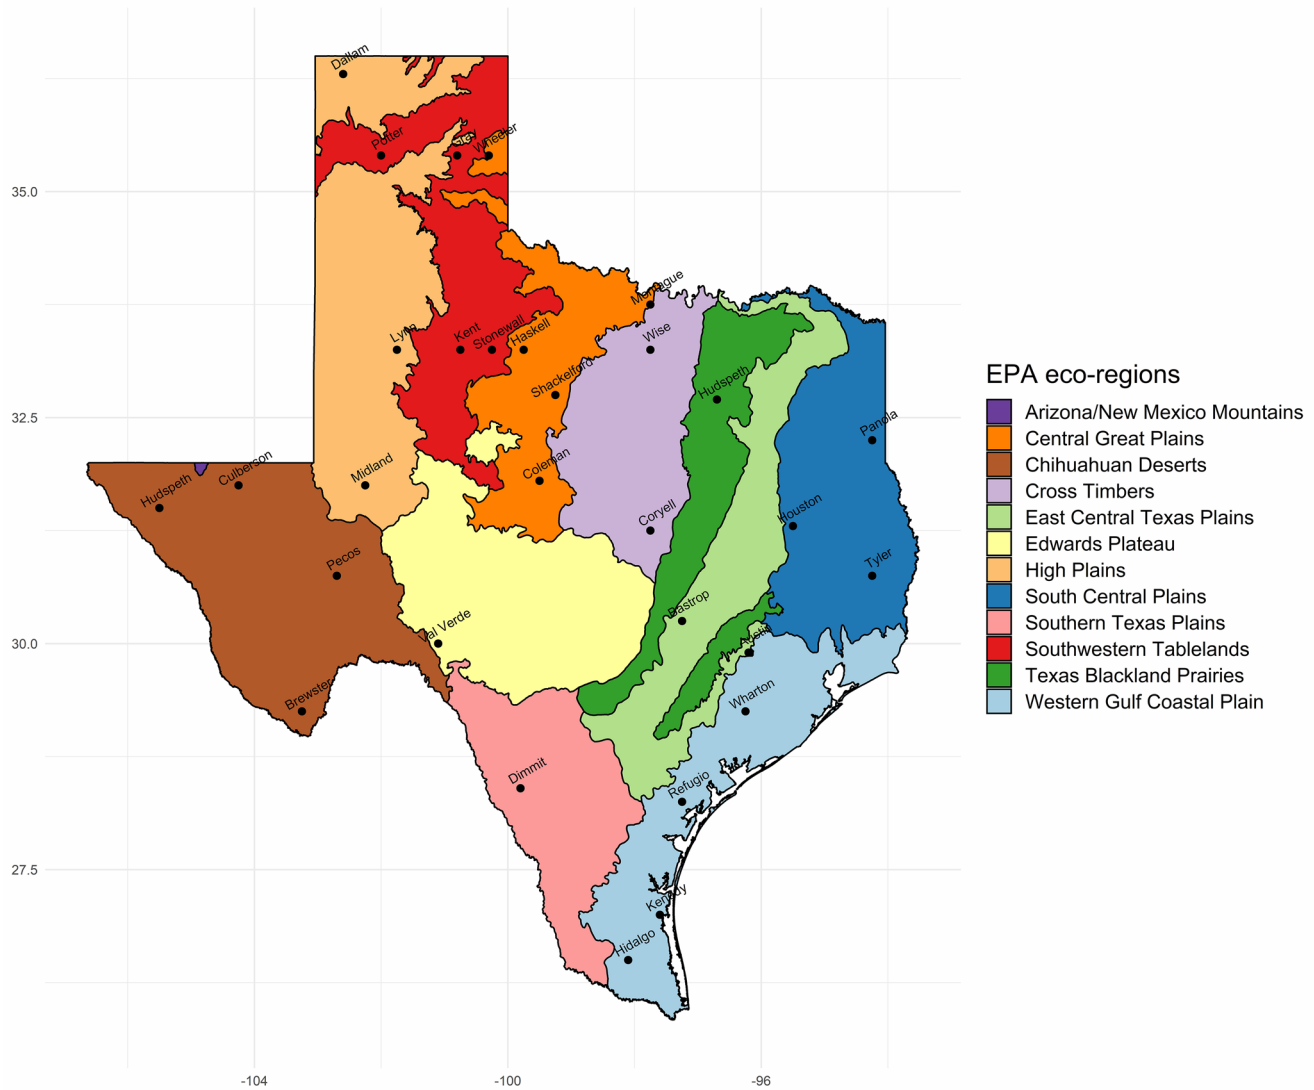 Dallam
35.0
Potter
Gray
Wheeler
Montague
Lynn
Kent
Stonewall
Haskell
Wise
Shackelford
Hudspeth
32.5
Panola
Hudspeth
Culberson
Midland
Coleman
Coryell
Houston
Pecos
Tyler
30.0
Val Verde
Bastrop
Austin
Brewster
Wharton
Dimmit
Refugio
27.5
Kenedy
Hidalgo
-104
-100
-96
EPA eco-regions
Arizona/New Mexico Mountains
Central Great Plains
Chihuahuan Deserts
Cross Timbers
East Central Texas Plains
Edwards Plateau
High Plains
South Central Plains
Southern Texas Plains
Southwestern Tablelands
Texas Blackland Prairies
Western Gulf Coastal Plain